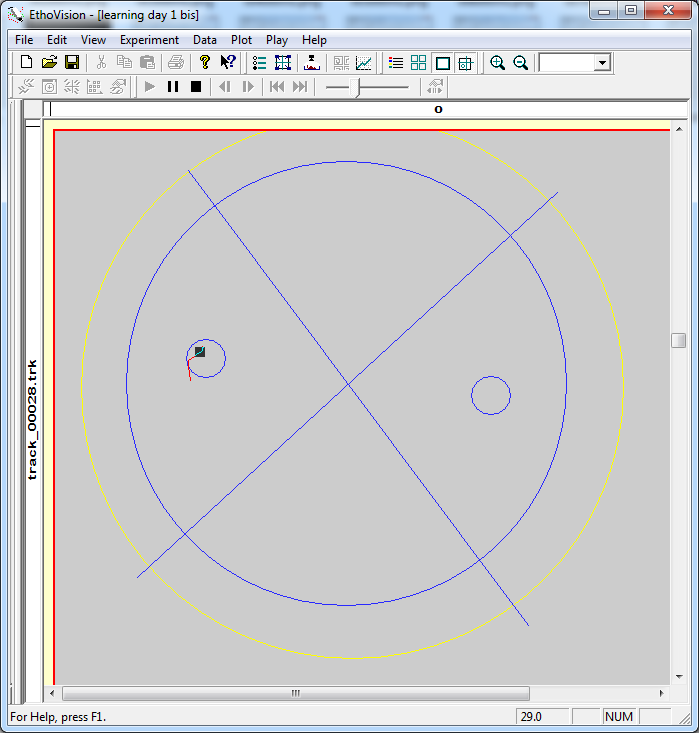 EthoVision - [learning day 1 bis]
File Edit View Experiment Data Plot Play Help
O
track_00028.trk
For Help, press F1.
29.0
NUM